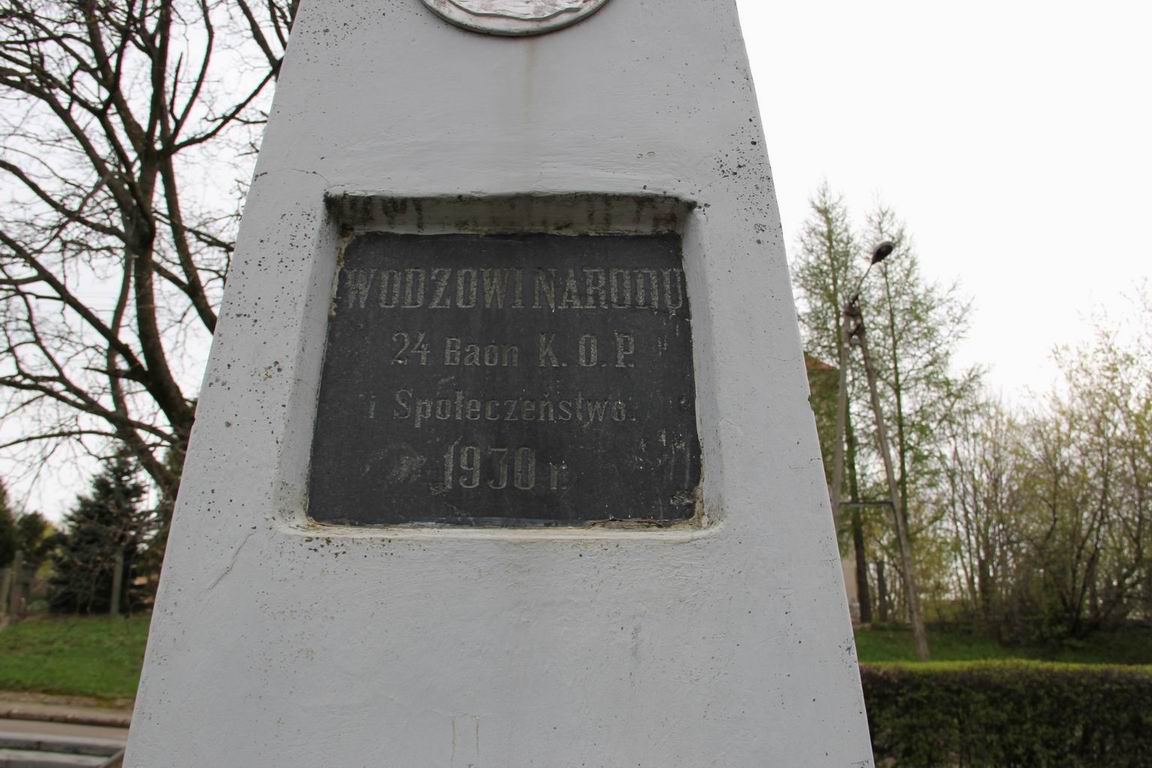 WODZOWI NARODU
24 Baon K.O.P.
i Społeczeństwo.
1930 r.